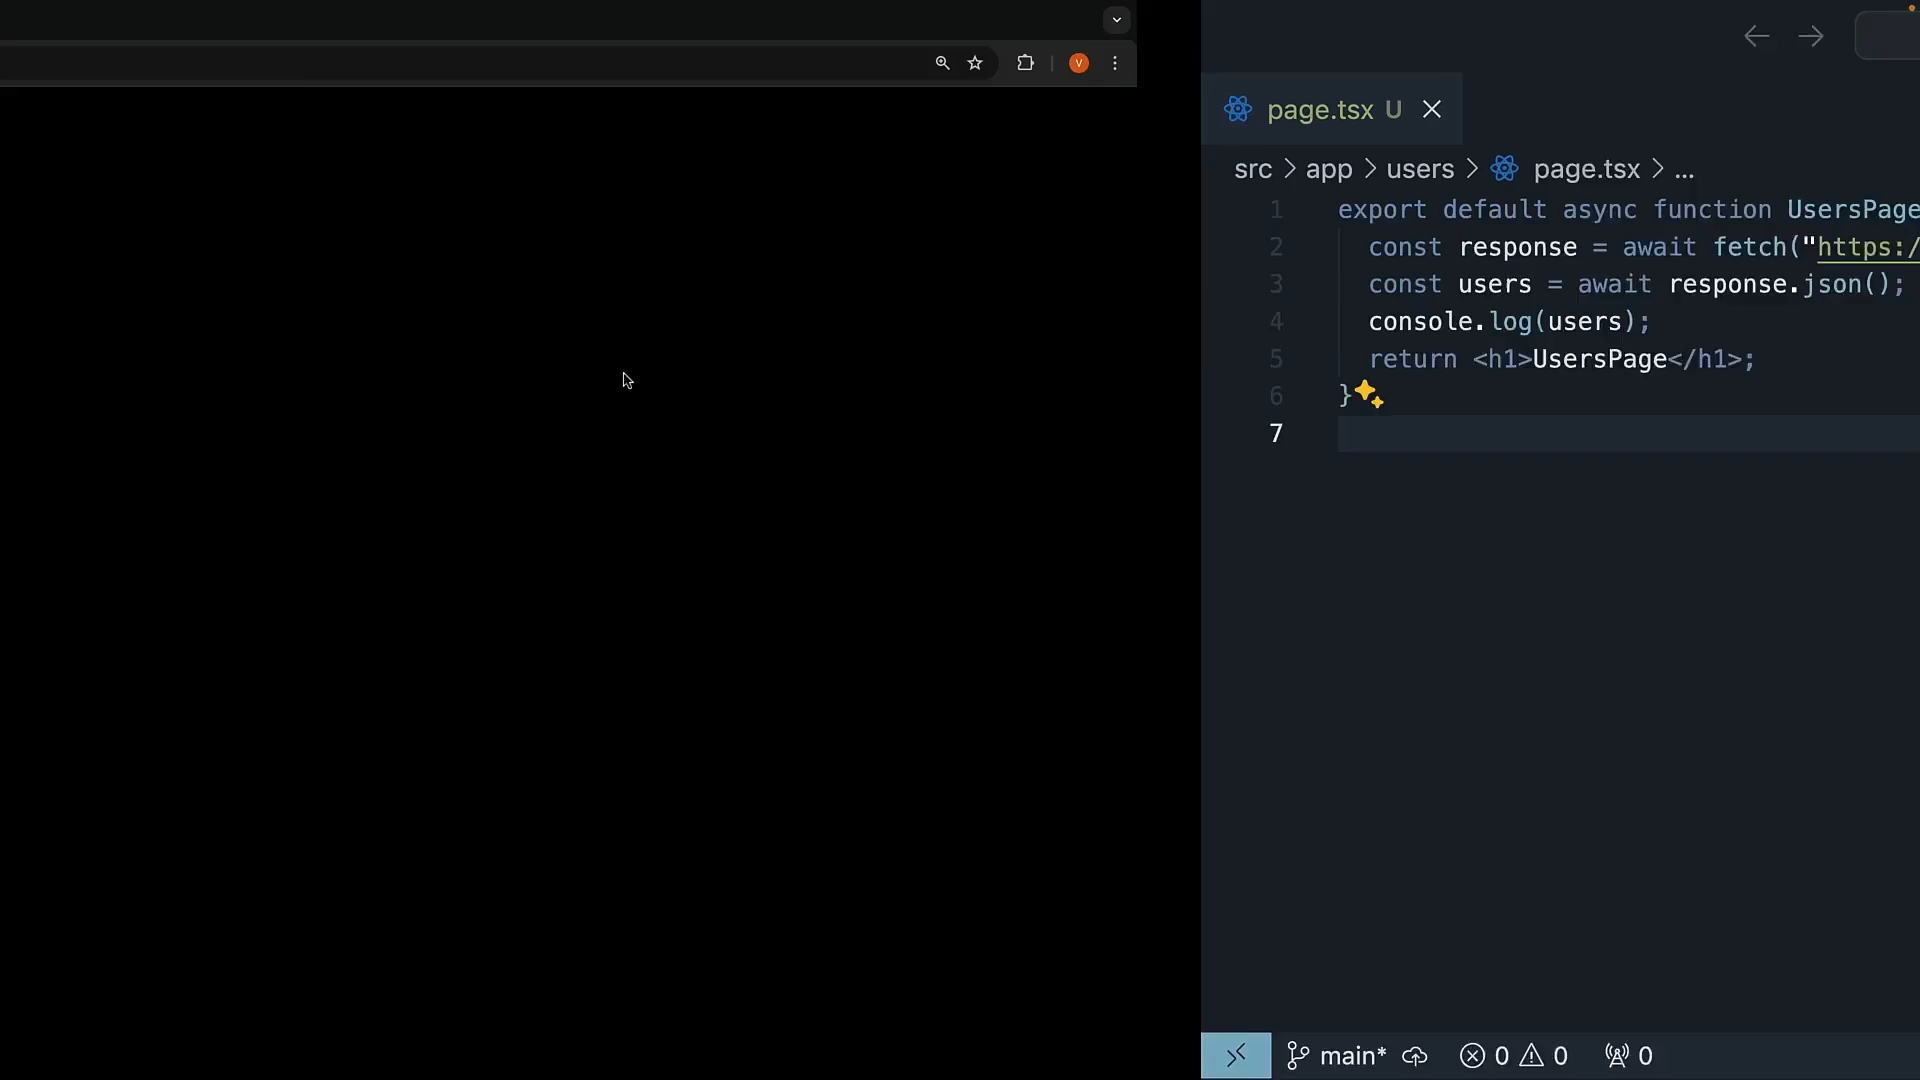 V
page.tsx U
src > app > users > page.tsx > ...
1 export default async function UsersPage
2 const response = await fetch("https:/
3 const users = await response.json();
4 console.log(users);
5 return <h1>UsersPage</h1>;
6 }
7
main* 0 0 0